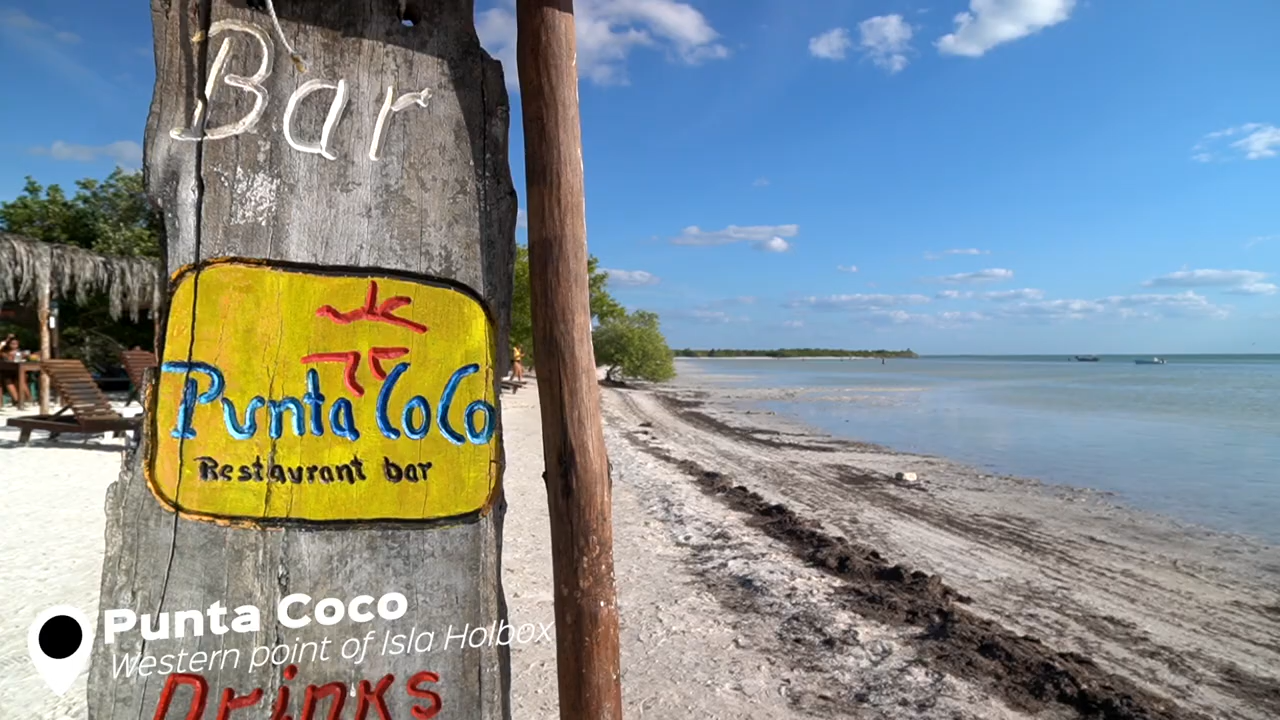 Bar
Punta CoCo
Restaurant bar
Punta Coco
Western point of Isla Holbox
Drinks